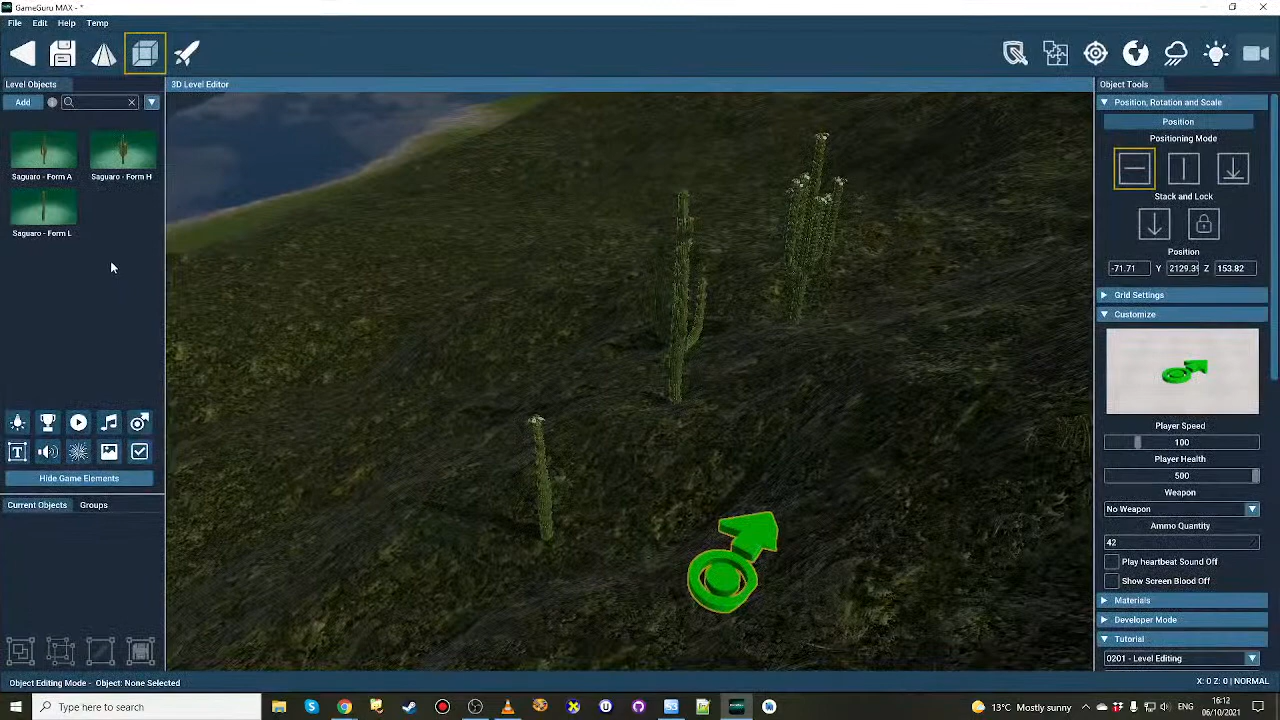 GameGuru MAX - *
File Edit Help Temp
Level Objects
3D Level Editor
Object Tools
Add
Position, Rotation and Scale
Position
Positioning Mode
Saguaro - Form A
Saguaro - Form H
Stack and Lock
Saguaro - Form L
Position
-71.71 Y 2129.3 Z 153.82
Grid Settings
Customize
Player Speed
100
Player Health
500
Hide Game Elements
Weapon
No Weapon
Current Objects Groups
Ammo Quantity
42
Play heartbeat Sound Off
Show Screen Blood Off
Materials
Developer Mode
Tutorial
0201 - Level Editing
Object Editing Mode - Object: None Selected
X: 0 Z: 0 | NORMAL
Type here to search
13°C Mostly sunny
16:12
06/10/2021